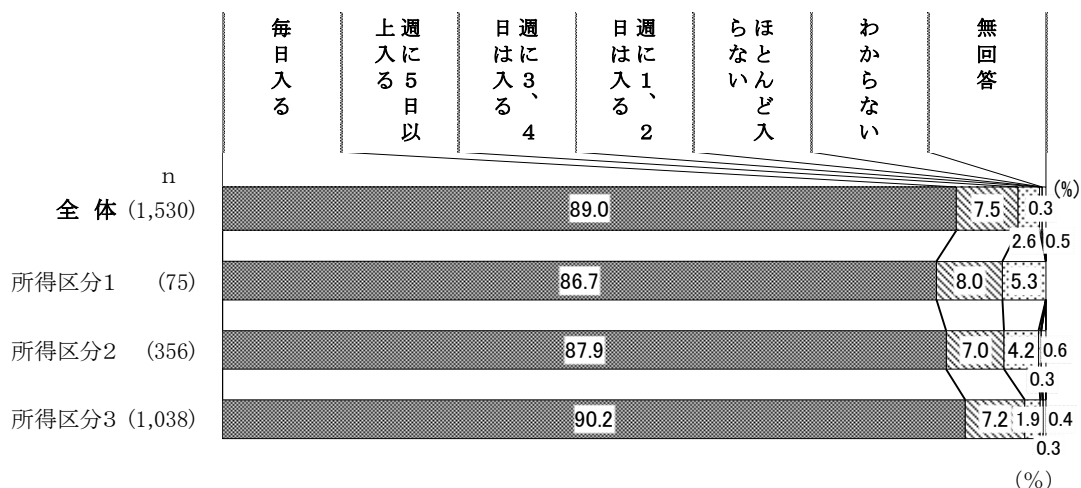 毎日入る
週に5日以
上入る
週に3、4
日は入る
週に1、2
日は入る
ほとんど入
らない
わからない
無回答
n
(%)
全 体 (1,530)
89.0
7.5
0.3
2.6
0.5
所得区分1 (75)
86.7
8.0
5.3
所得区分2 (356)
87.9
7.0
4.2
0.6
0.3
所得区分3 (1,038)
90.2
7.2
1.9
0.4
0.3
(%)